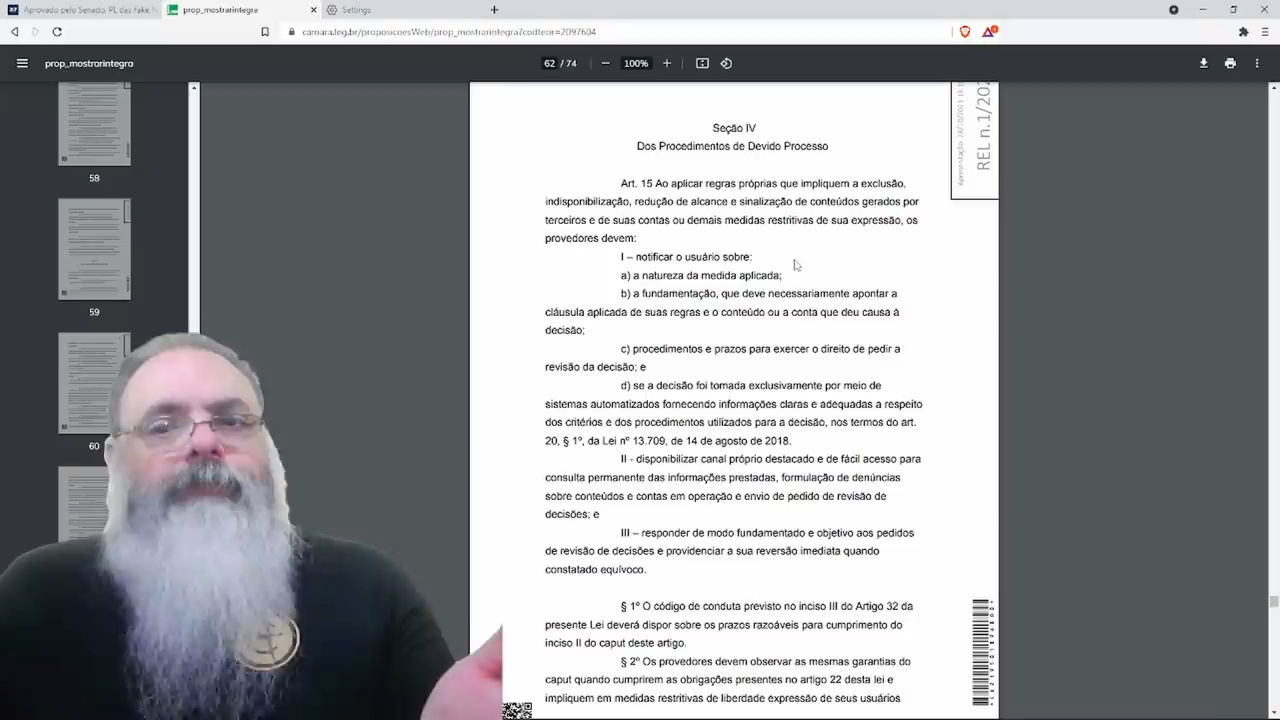 Aprovado pelo Senado, PL das Fake N
prop_mostrarintegra
Settings
camara.leg.br/proposicoesWeb/prop_mostrarintegra?codteor=2097604
prop_mostrarintegra
62 / 74
100%
59
60
Seção IV
Dos Procedimentos de Devido Processo
Art. 15 Ao aplicar regras próprias que impliquem a exclusão,
indisponibilização, redução de alcance e sinalização de conteúdos gerados por
terceiros e de suas contas ou demais medidas restritivas de sua expressão, os
provedores devem:
I – notificar o usuário sobre:
a) a natureza da medida aplicada;
b) a fundamentação, que deve necessariamente apontar a
cláusula aplicada de suas regras e o conteúdo ou a conta que deu causa à
decisão;
c) procedimentos e prazos para exercer o direito de pedir a
revisão da decisão; e
d) se a decisão foi tomada exclusivamente por meio de
sistemas automatizados fornecendo informações claras e adequadas a respeito
dos critérios e dos procedimentos utilizados para a decisão, nos termos do art.
20, § 1º, da Lei nº 13.709, de 14 de agosto de 2018.
II - disponibilizar canal próprio destacado e de fácil acesso para
consulta permanente das informações prestadas, formulação de denúncias
sobre conteúdos e contas em operação e envio de pedido de revisão de
decisões; e
III – responder de modo fundamentado e objetivo aos pedidos
de revisão de decisões e providenciar a sua reversão imediata quando
constatado equívoco.
§ 1º O código de conduta previsto no inciso III do Artigo 32 da
presente Lei deverá dispor sobre os prazos razoáveis para cumprimento do
inciso II do caput deste artigo.
§ 2º Os provedores devem observar as mesmas garantias do
caput quando cumprirem as obrigações presentes no artigo 22 desta lei e
pliquem em medidas restritivas de liberdade expressão de seus usuários
REL n.1/202